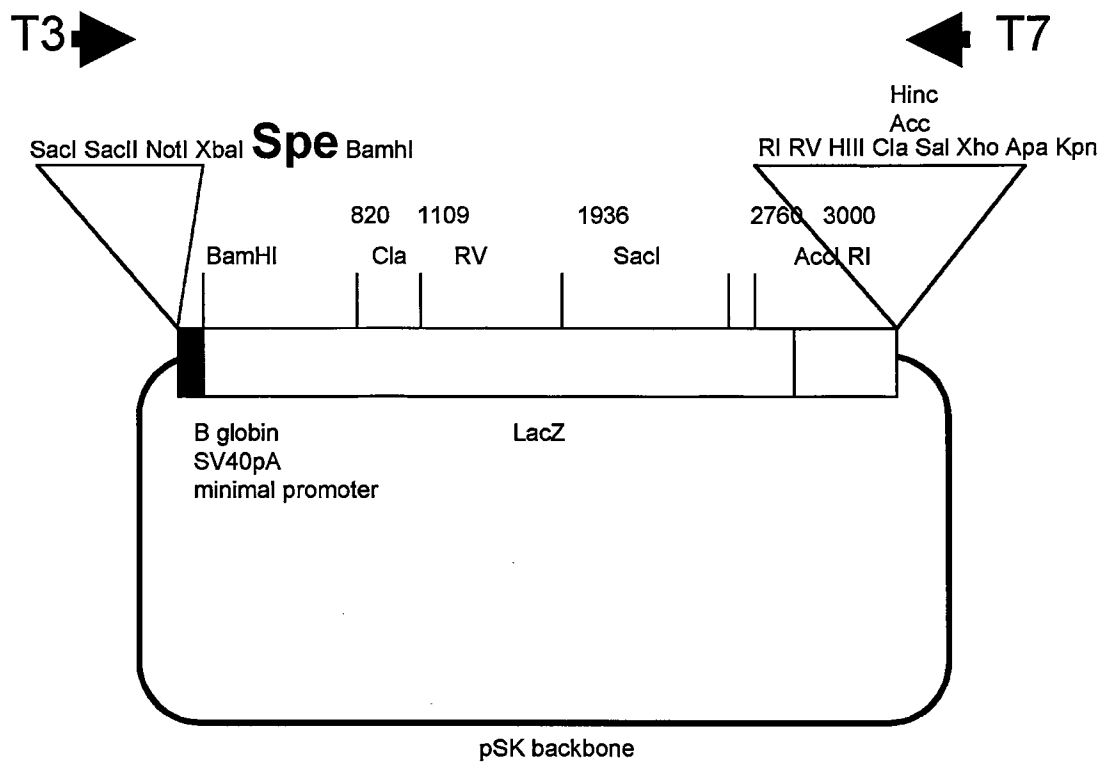 T3 T7
Hinc
Acc
SacI SacII NotI XbaI Spe BamhI RI RV HIII Cla Sal Xho Apa Kpn
820 1109 1936 2760 3000
BamHI Cla RV SacI AccI RI
B globin LacZ
SV40pA
minimal promoter
pSK backbone